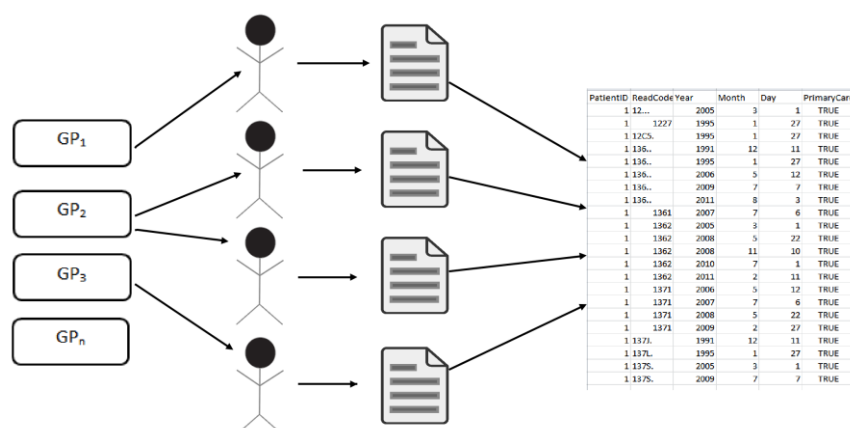 GP1
GP2
GP3
GPn
PatientID ReadCode Year Month Day PrimaryCar
1 12... 2005 3 1 TRUE
1 1227 1995 1 27 TRUE
1 12C5. 1995 1 27 TRUE
1 136.. 1991 12 11 TRUE
1 136.. 1995 1 27 TRUE
1 136.. 2006 5 12 TRUE
1 136.. 2009 7 7 TRUE
1 136.. 2011 8 3 TRUE
1 1361 2007 7 6 TRUE
1 1362 2005 3 1 TRUE
1 1362 2008 5 22 TRUE
1 1362 2008 11 10 TRUE
1 1362 2010 7 1 TRUE
1 1362 2011 2 11 TRUE
1 1371 2006 5 12 TRUE
1 1371 2007 7 6 TRUE
1 1371 2008 5 22 TRUE
1 1371 2009 2 27 TRUE
1 137J. 1991 12 11 TRUE
1 137L. 1995 1 27 TRUE
1 137S. 2005 3 1 TRUE
1 137S. 2009 7 7 TRUE